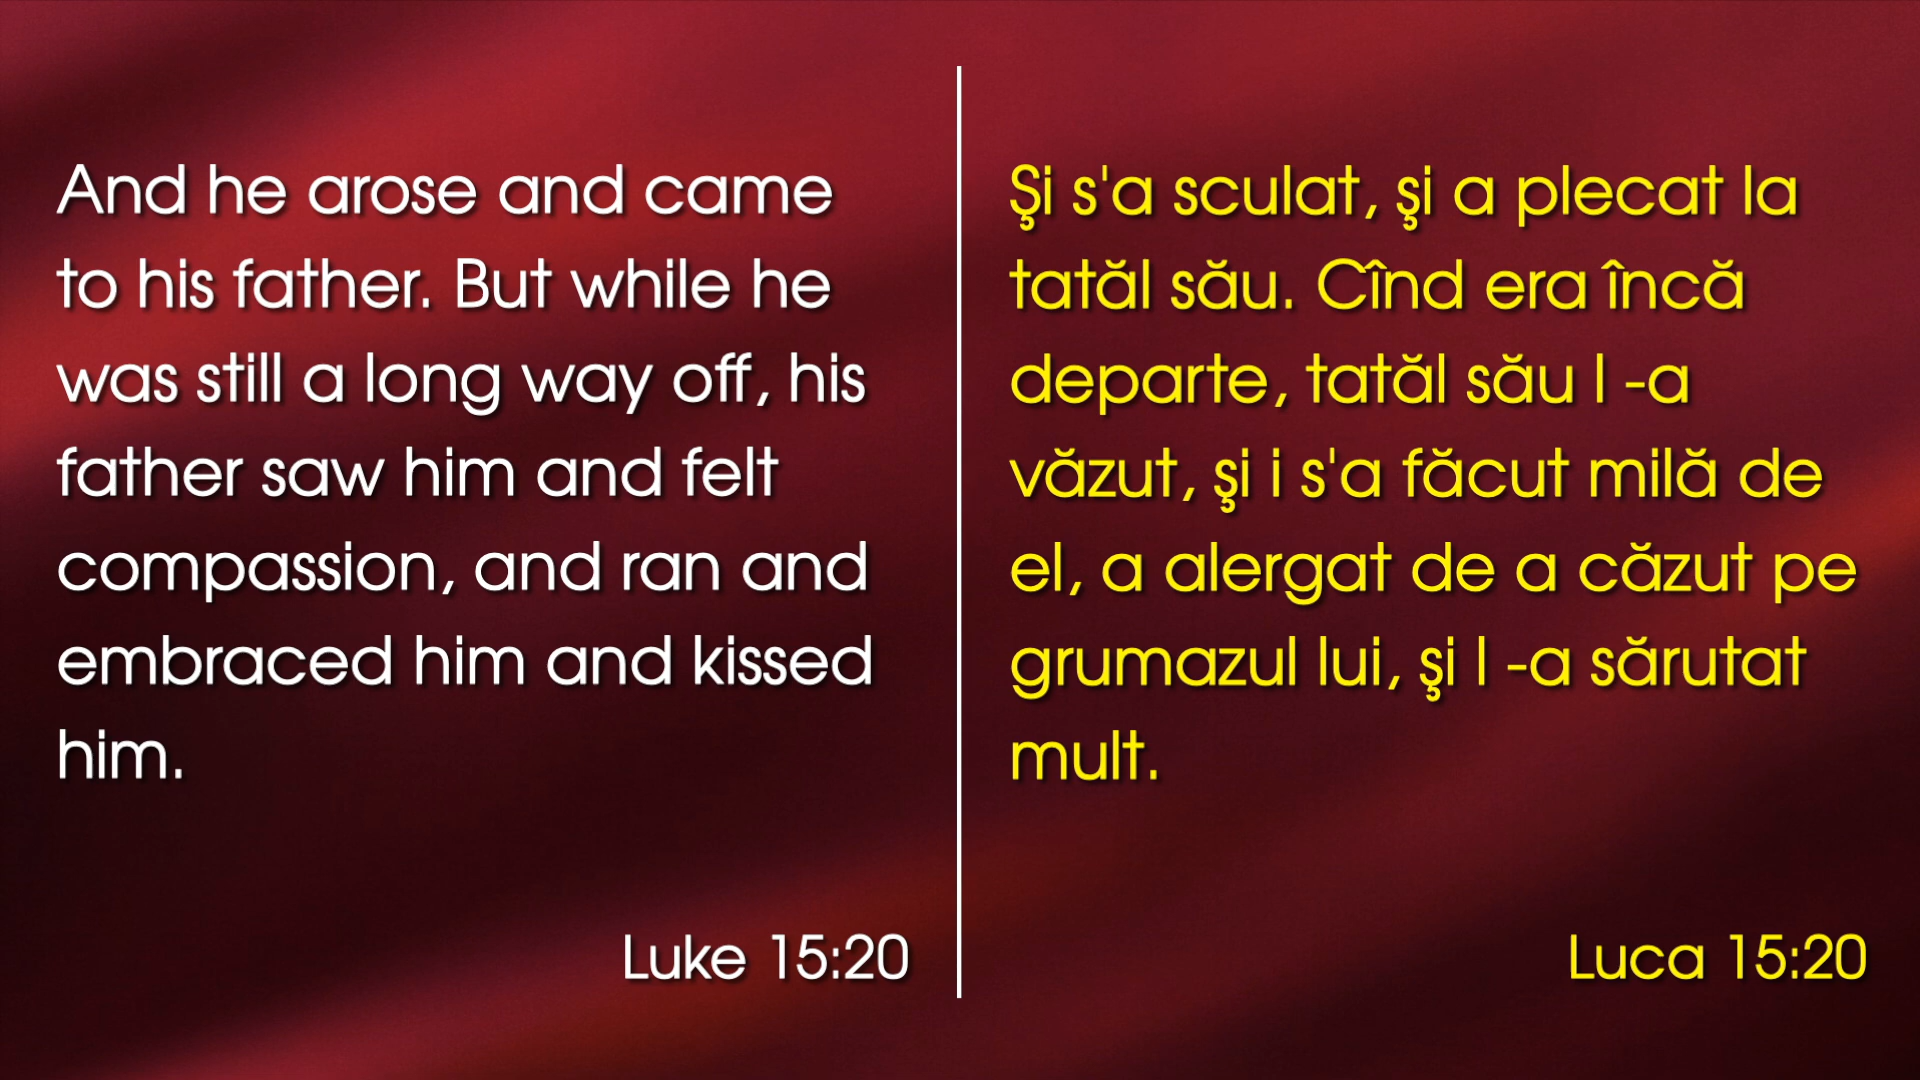 And he arose and came
to his father. But while he
was still a long way off, his
father saw him and felt
compassion, and ran and
embraced him and kissed
him.
Luke 15:20
Şi s'a sculat, şi a plecat la
tatăl său. Cînd era încă
departe, tatăl său l -a
văzut, şi i s'a făcut milă de
el, a alergat de a căzut pe
grumazul lui, şi l -a sărutat
mult.
Luca 15:20